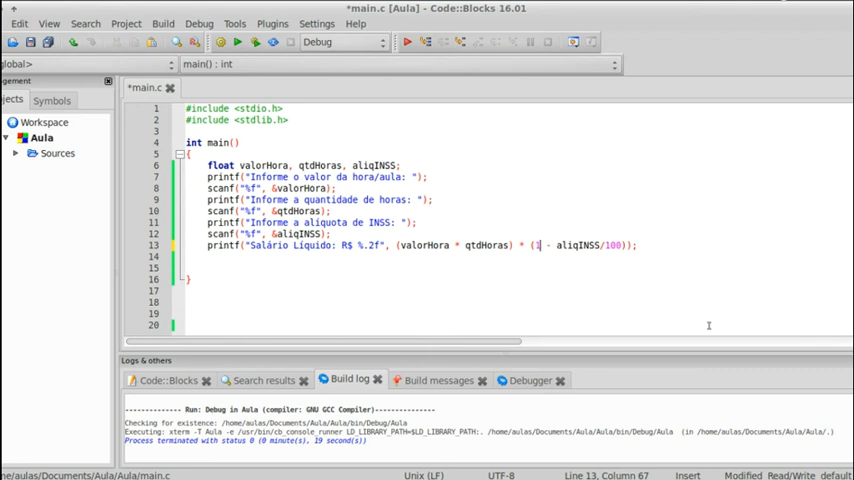 *main.c [Aula] - Code::Blocks 16.01
Edit View Search Project Build Debug Tools Plugins Settings Help
Debug
global> main() : int
agement
ojects Symbols
*main.c
Workspace
Aula
Sources
1 #include <stdio.h>
2 #include <stdlib.h>
3
4 int main()
5 {
6 float valorHora, qtdHoras, aliqINSS;
7 printf("Informe o valor da hora/aula: ");
8 scanf("%f", &valorHora);
9 printf("Informe a quantidade de horas: ");
10 scanf("%f", &qtdHoras);
11 printf("Informe a aliquota de INSS: ");
12 scanf("%f", &aliqINSS);
13 printf("Salário Líquido: R$ %.2f", (valorHora * qtdHoras) * (1 - aliqINSS/100));
14
15
16 }
17
18
19
20
Logs & others
Code::Blocks Search results Build log Build messages Debugger
-------------- Run: Debug in Aula (compiler: GNU GCC Compiler)---------------
Checking for existence: /home/aulas/Documents/Aula/Aula/bin/Debug/Aula
Executing: xterm -T Aula -e /usr/bin/cb_console_runner LD_LIBRARY_PATH=$LD_LIBRARY_PATH:. /home/aulas/Documents/Aula/Aula/bin/Debug/Aula  (in /home/aulas/Documents/Aula/Aula/.)
Process terminated with status 0 (0 minute(s), 19 second(s))
me/aulas/Documents/Aula/Aula/main.c Unix (LF) UTF-8 Line 13, Column 67 Insert Modified Read/Write default